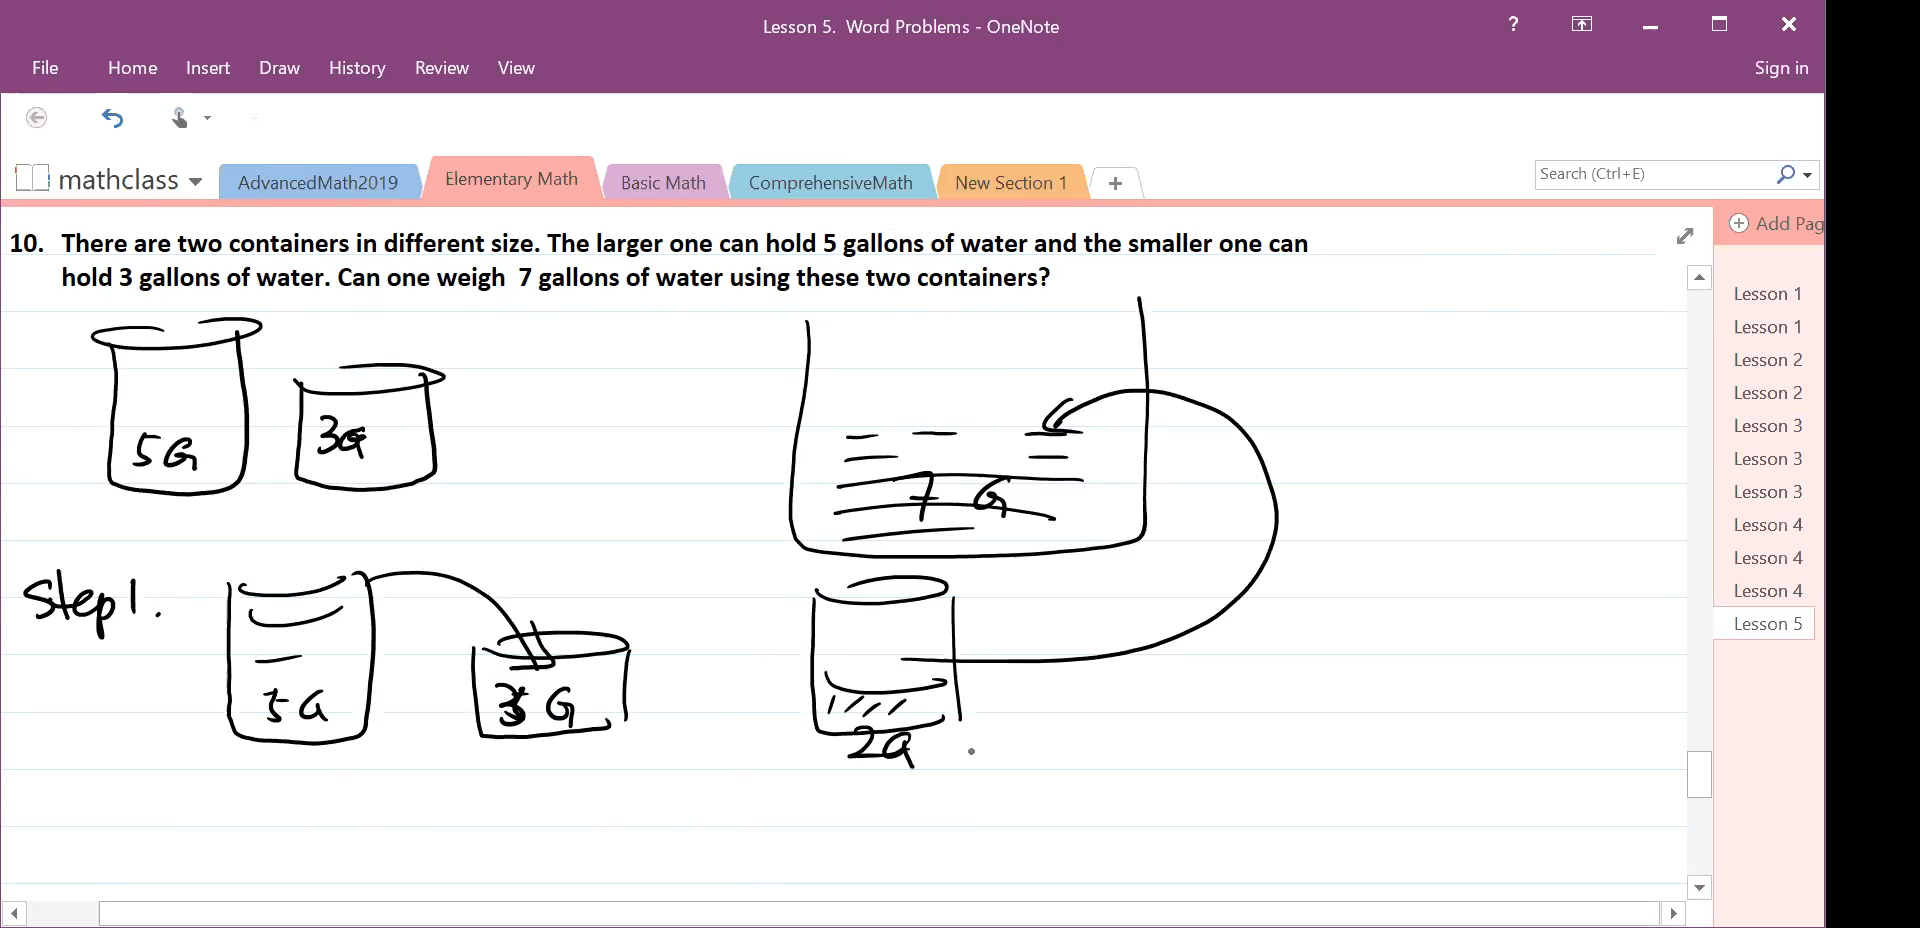 Lesson 5. Word Problems - OneNote
?
File Home Insert Draw History Review View
Sign in
mathclass
AdvancedMath2019
Elementary Math
Basic Math
ComprehensiveMath
New Section 1
+
Search (Ctrl+E)
Add Pag
10. There are two containers in different size. The larger one can hold 5 gallons of water and the smaller one can
hold 3 gallons of water. Can one weigh 7 gallons of water using these two containers?
5G
3G
7 G
Step 1.
5G
3 G
2G
Lesson 1
Lesson 1
Lesson 2
Lesson 2
Lesson 3
Lesson 3
Lesson 3
Lesson 4
Lesson 4
Lesson 4
Lesson 5